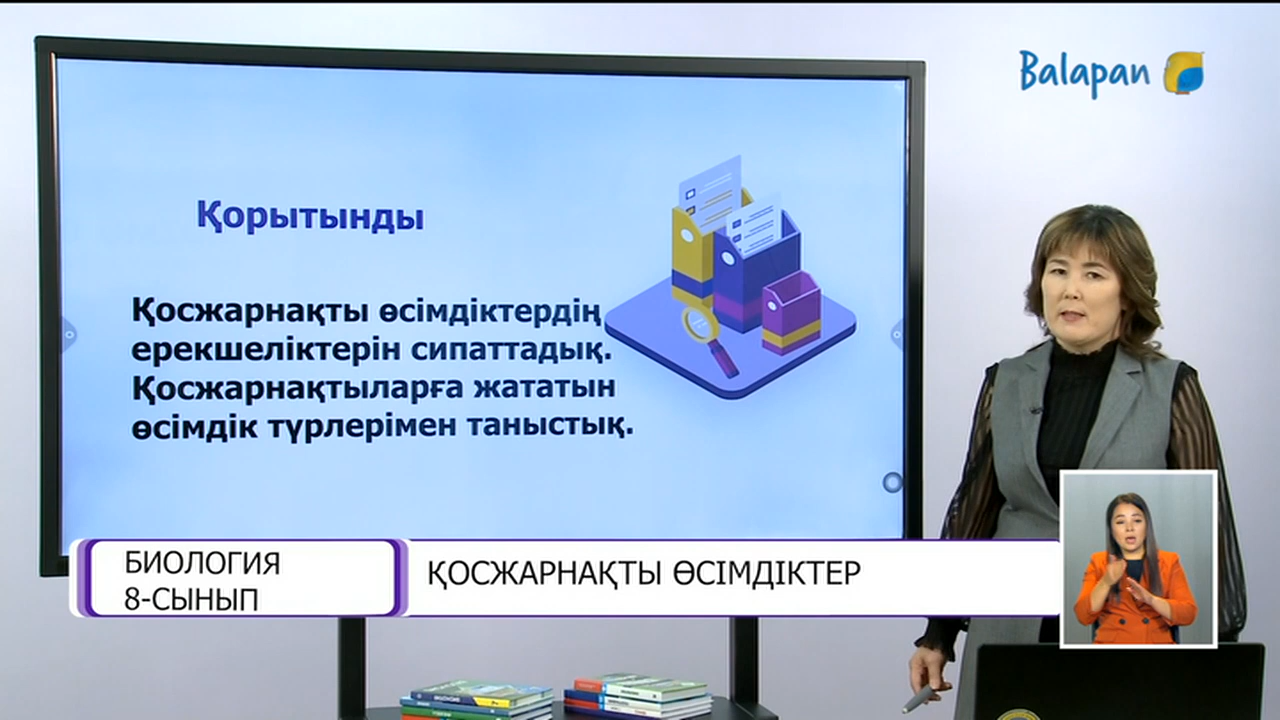 Balapan
Қорытынды
Қосжарнақты өсімдіктердің
ерекшеліктерін сипаттадық.
Қосжарнақтыларға жататын
өсімдік түрлерімен таныстық.
БИОЛОГИЯ
8-СЫНЫП
ҚОСЖАРНАҚТЫ ӨСІМДІКТЕР